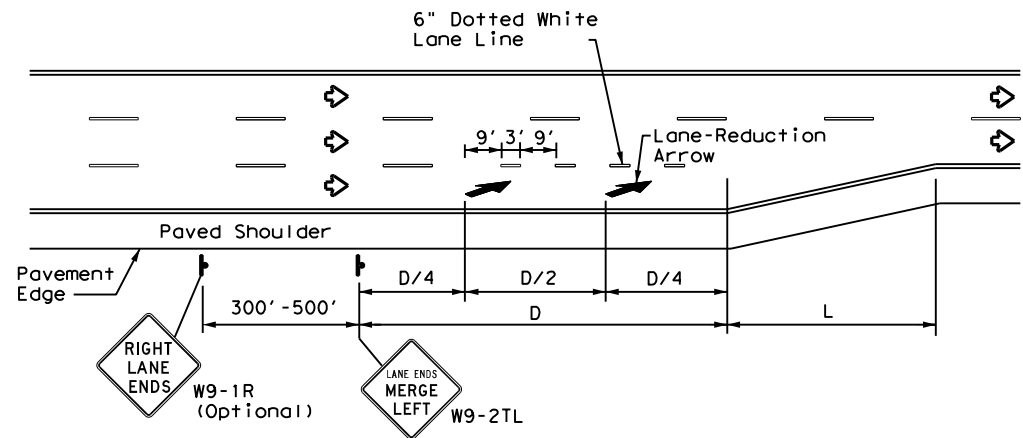 6" Dotted White
Lane Line
9' 3' 9'
Lane-Reduction
Arrow
Paved Shoulder
Pavement
Edge
D/4 D/2 D/4
300'-500' D L
RIGHT
LANE
ENDS
W9-1R
(Optional)
LANE ENDS
MERGE
LEFT
W9-2TL